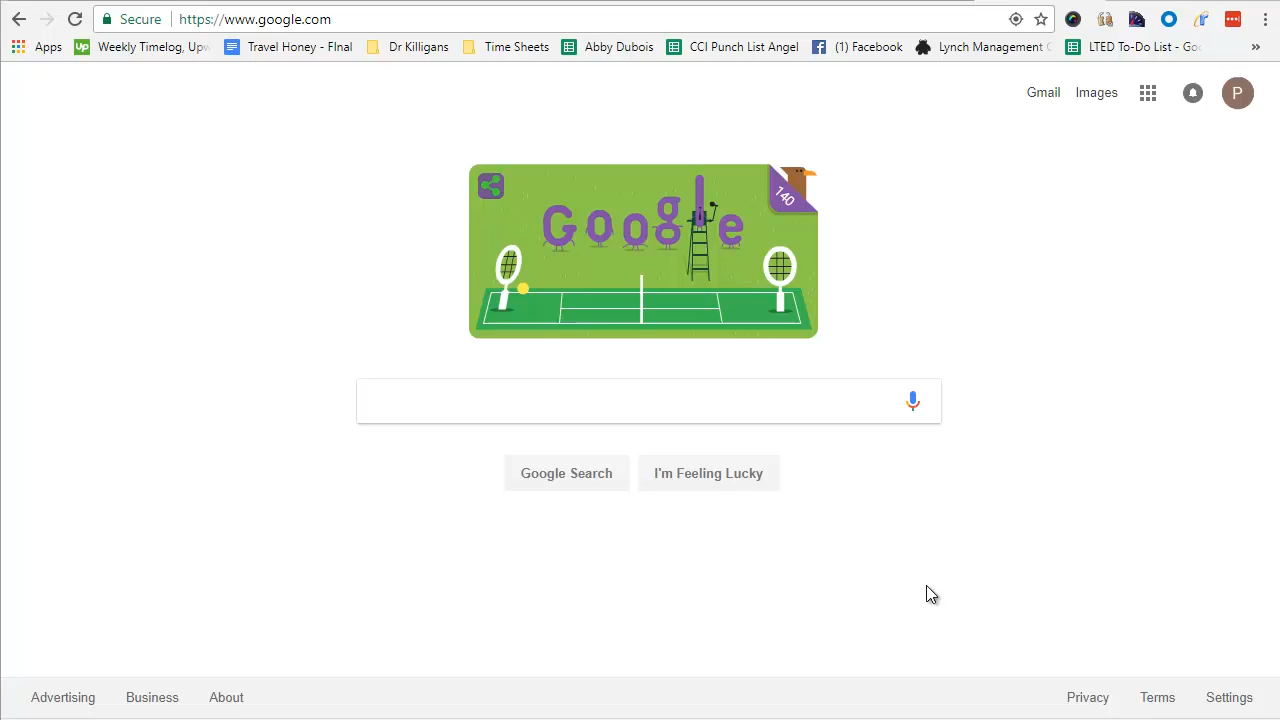 Secure https://www.google.com
Apps Up Weekly Timelog, Upw Travel Honey - FInal Dr Killigans Time Sheets Abby Dubois CCI Punch List Angel (1) Facebook Lynch Management C LTED To-Do List - Goo »
Gmail Images P
140
Google
Google Search I'm Feeling Lucky
Advertising Business About Privacy Terms Settings